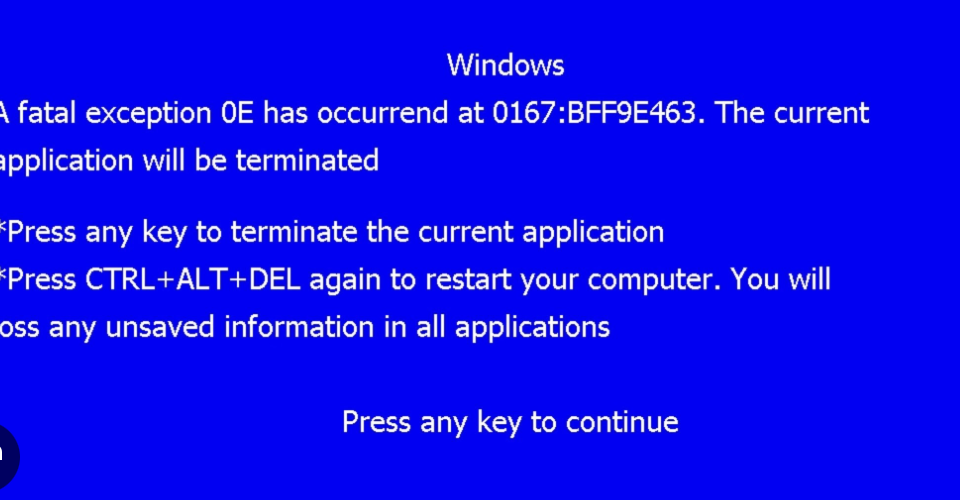 Windows
A fatal exception 0E has occurrend at 0167:BFF9E463. The current
application will be terminated
*Press any key to terminate the current application
*Press CTRL+ALT+DEL again to restart your computer. You will
oss any unsaved information in all applications
Press any key to continue